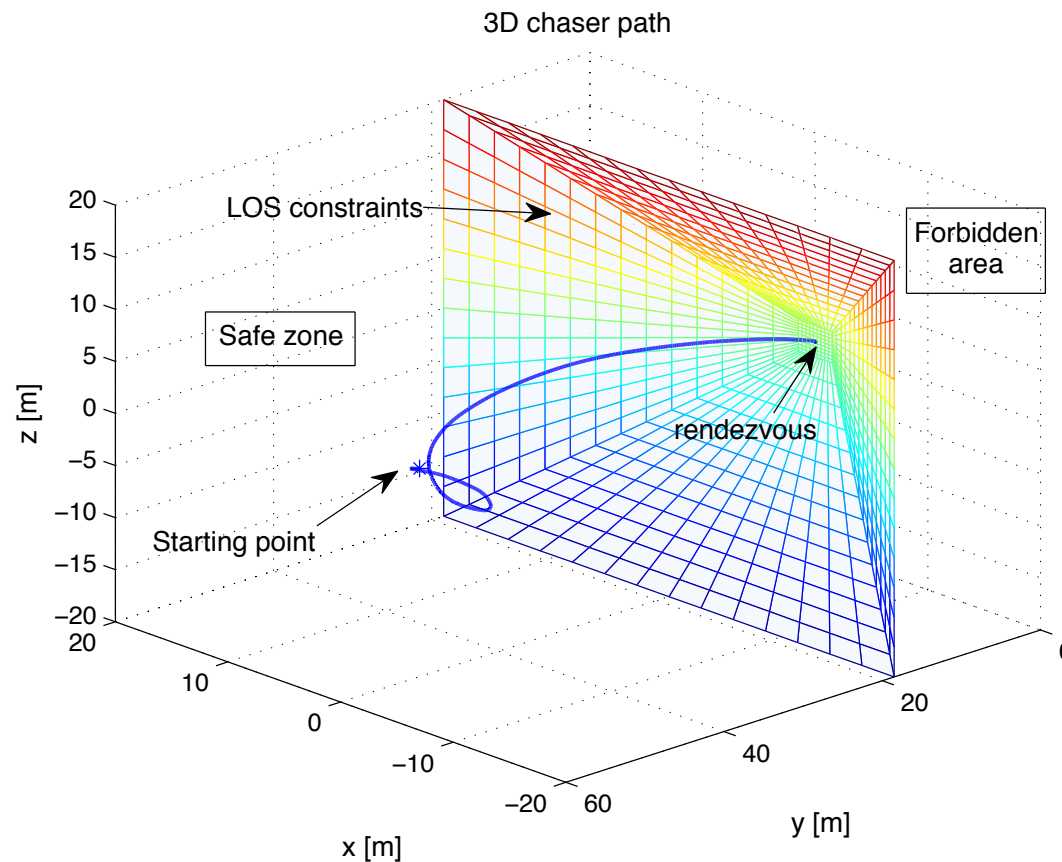 3D chaser path
LOS constraints
Forbidden
area
Safe zone
rendezvous
Starting point
z [m]
20
15
10
5
0
−5
−10
−15
−20
20
10
0
−10
−20
x [m]
60
40
20
0
y [m]